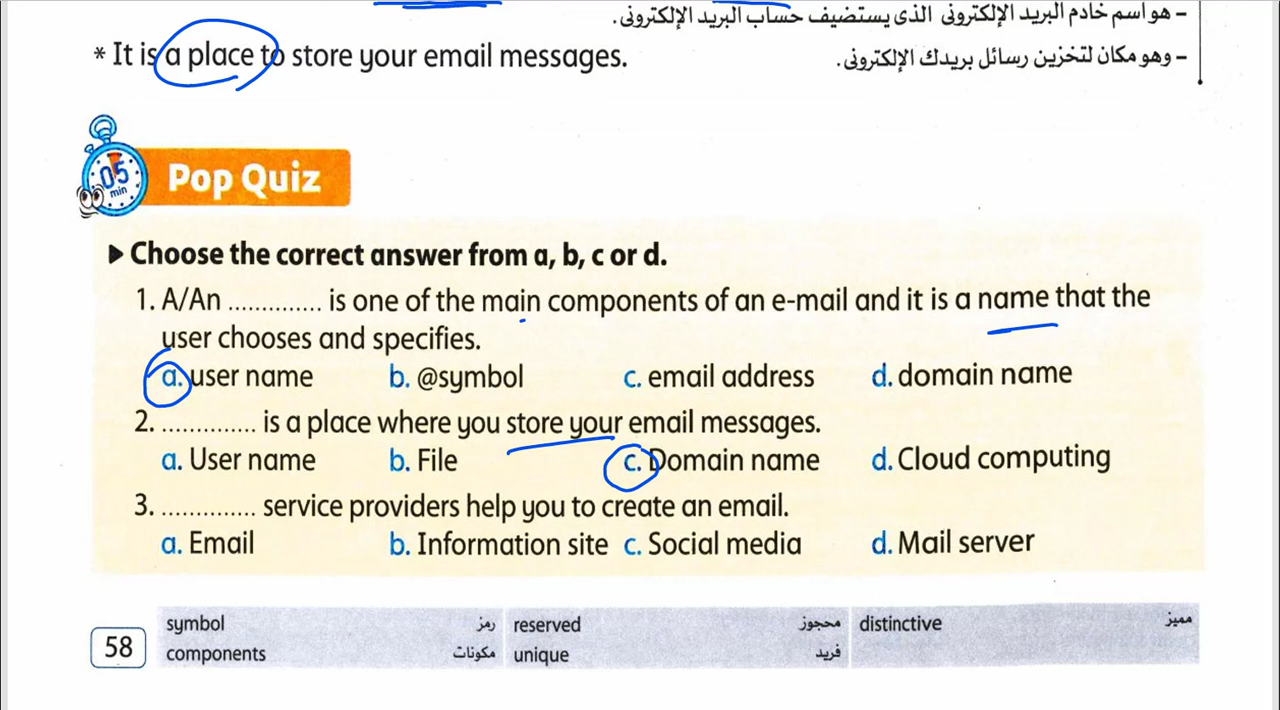 – هو اسم خادم البريد الإلكترونى الذى يستضيف حساب البريد الإلكترونى.
* It is a place to store your email messages.
– وهو مكان لتخزين رسائل بريدك الإلكترونى.
05 min
Pop Quiz
Choose the correct answer from a, b, c or d.
1. A/An .............. is one of the main components of an e-mail and it is a name that the
user chooses and specifies.
a. user name b. @symbol c. email address d. domain name
2. .............. is a place where you store your email messages.
a. User name b. File c. Domain name d. Cloud computing
3. .............. service providers help you to create an email.
a. Email b. Information site c. Social media d. Mail server
58
symbol رمز reserved محجوز distinctive مميز
components مكونات unique فريد